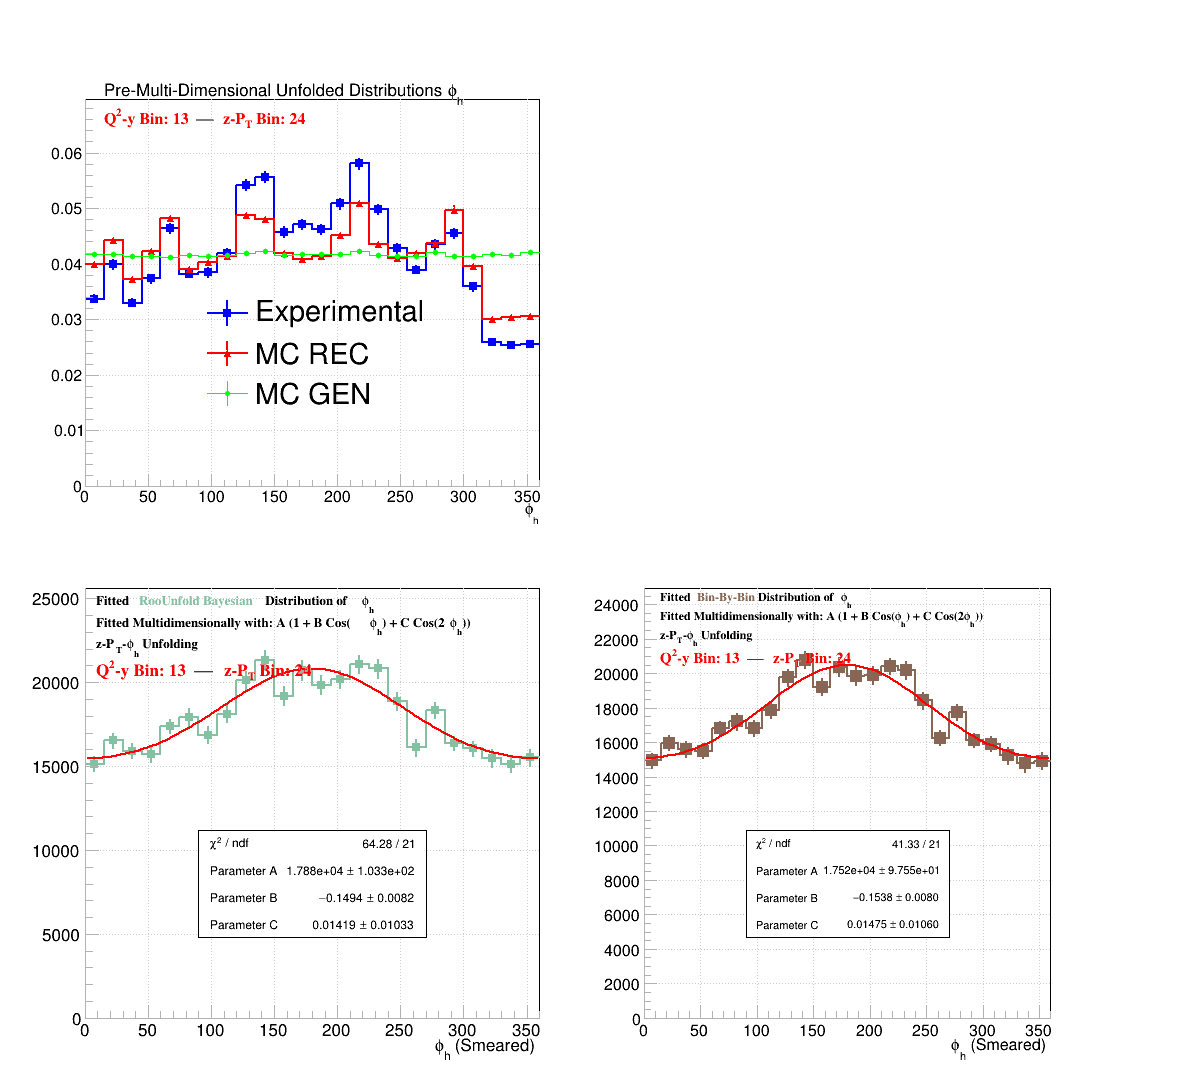 Pre-Multi-Dimensional Unfolded Distributions ϕh
Q²-y Bin: 13 — z-PT Bin: 24
0.06
0.05
0.04
0.03
0.02
0.01
0
Experimental
MC REC
MC GEN
0 50 100 150 200 250 300 350
ϕh
Fitted RooUnfold Bayesian Distribution of ϕh
Fitted Multidimensionally with: A (1 + B Cos( ϕh) + C Cos(2 ϕh))
z-PT-ϕh Unfolding
Q²-y Bin: 13 — z-PT Bin: 24
25000
20000
15000
10000
5000
0
χ² / ndf 64.28 / 21
Parameter A 1.788e+04 ± 1.033e+02
Parameter B −0.1494 ± 0.0082
Parameter C 0.01419 ± 0.01033
0 50 100 150 200 250 300 350
ϕh (Smeared)
Fitted Bin-By-Bin Distribution of ϕh
Fitted Multidimensionally with: A (1 + B Cos(ϕh) + C Cos(2ϕh))
z-PT-ϕh Unfolding
Q²-y Bin: 13 — z-PT Bin: 24
24000
22000
20000
18000
16000
14000
12000
10000
8000
6000
4000
2000
0
χ² / ndf 41.33 / 21
Parameter A 1.752e+04 ± 9.755e+01
Parameter B −0.1538 ± 0.0080
Parameter C 0.01475 ± 0.01060
0 50 100 150 200 250 300 350
ϕh (Smeared)